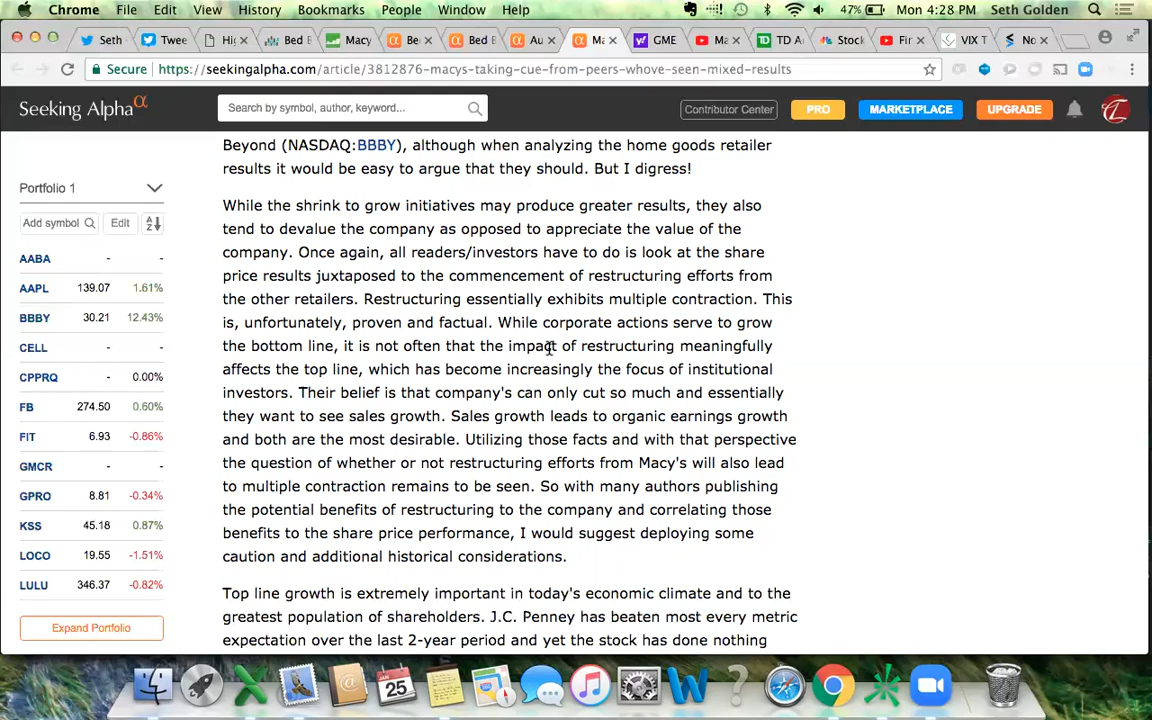 Chrome File Edit View History Bookmarks People Window Help 47% Mon 4:28 PM Seth Golden
Seth Twee Hi Bed E Macy Be Bed E Au Ma GME Ma TD A Stock Fir VIX T No
Secure https://seekingalpha.com/article/3812876-macys-taking-cue-from-peers-whove-seen-mixed-results
Seeking Alpha α Search by symbol, author, keyword... Contributor Center PRO MARKETPLACE UPGRADE
Portfolio 1
Add symbol Edit
AABA - -
AAPL 139.07 1.61%
BBBY 30.21 12.43%
CELL - -
CPPRQ - 0.00%
FB 274.50 0.60%
FIT 6.93 -0.86%
GMCR - -
GPRO 8.81 -0.34%
KSS 45.18 0.87%
LOCO 19.55 -1.51%
LULU 346.37 -0.82%
Expand Portfolio
Beyond (NASDAQ:BBBY), although when analyzing the home goods retailer
results it would be easy to argue that they should. But I digress!
While the shrink to grow initiatives may produce greater results, they also
tend to devalue the company as opposed to appreciate the value of the
company. Once again, all readers/investors have to do is look at the share
price results juxtaposed to the commencement of restructuring efforts from
the other retailers. Restructuring essentially exhibits multiple contraction. This
is, unfortunately, proven and factual. While corporate actions serve to grow
the bottom line, it is not often that the impact of restructuring meaningfully
affects the top line, which has become increasingly the focus of institutional
investors. Their belief is that company's can only cut so much and essentially
they want to see sales growth. Sales growth leads to organic earnings growth
and both are the most desirable. Utilizing those facts and with that perspective
the question of whether or not restructuring efforts from Macy's will also lead
to multiple contraction remains to be seen. So with many authors publishing
the potential benefits of restructuring to the company and correlating those
benefits to the share price performance, I would suggest deploying some
caution and additional historical considerations.
Top line growth is extremely important in today's economic climate and to the
greatest population of shareholders. J.C. Penney has beaten most every metric
expectation over the last 2-year period and yet the stock has done nothing
JAN
25